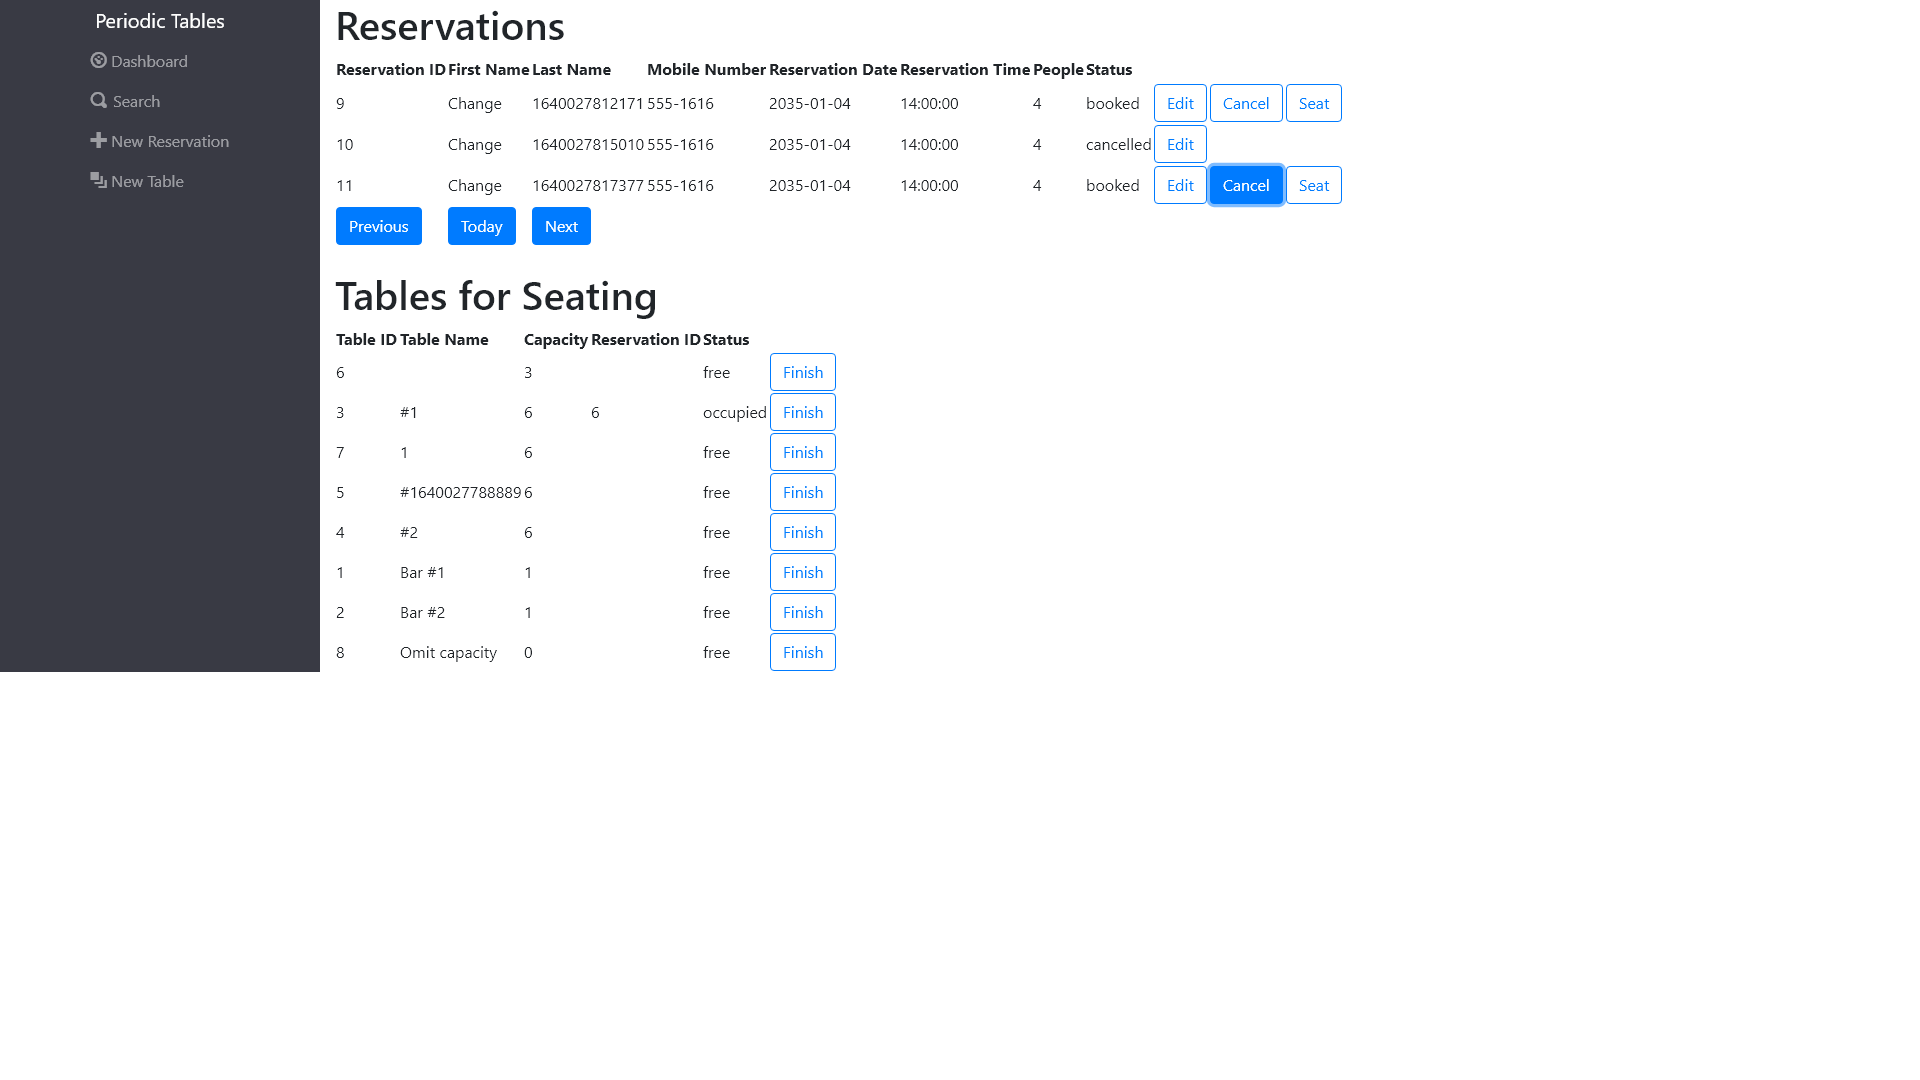 Periodic Tables
Dashboard
Search
New Reservation
New Table
Reservations
Reservation ID First Name Last Name Mobile Number Reservation Date Reservation Time People Status
9 Change 1640027812171 555-1616 2035-01-04 14:00:00 4 booked Edit Cancel Seat
10 Change 1640027815010 555-1616 2035-01-04 14:00:00 4 cancelled Edit
11 Change 1640027817377 555-1616 2035-01-04 14:00:00 4 booked Edit Cancel Seat
Previous Today Next
Tables for Seating
Table ID Table Name Capacity Reservation ID Status
6 3 free Finish
3 #1 6 6 occupied Finish
7 1 6 free Finish
5 #1640027788889 6 free Finish
4 #2 6 free Finish
1 Bar #1 1 free Finish
2 Bar #2 1 free Finish
8 Omit capacity 0 free Finish